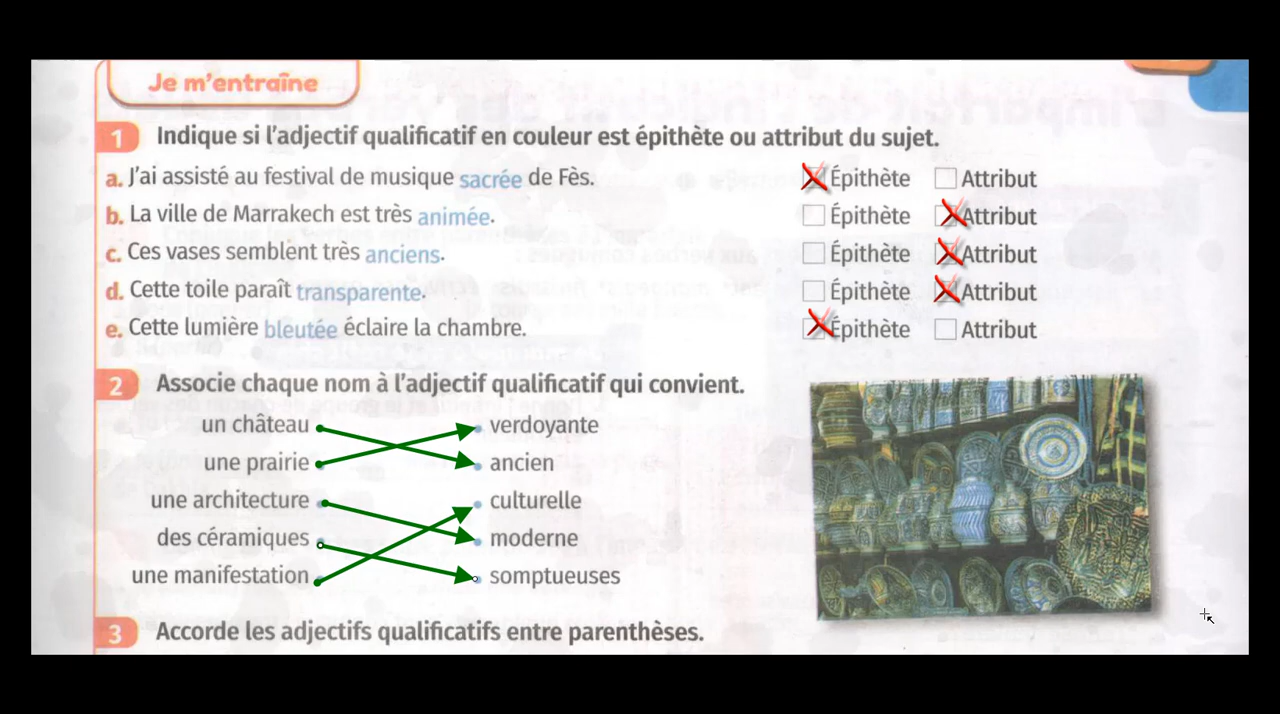 Je m'entraîne
1 Indique si l'adjectif qualificatif en couleur est épithète ou attribut du sujet.
a. J'ai assisté au festival de musique sacrée de Fès. Épithète Attribut
b. La ville de Marrakech est très animée. Épithète Attribut
c. Ces vases semblent très anciens. Épithète Attribut
d. Cette toile paraît transparente. Épithète Attribut
e. Cette lumière bleutée éclaire la chambre. Épithète Attribut
2 Associe chaque nom à l'adjectif qualificatif qui convient.
un château verdoyante
une prairie ancien
une architecture culturelle
des céramiques moderne
une manifestation somptueuses
3 Accorde les adjectifs qualificatifs entre parenthèses.